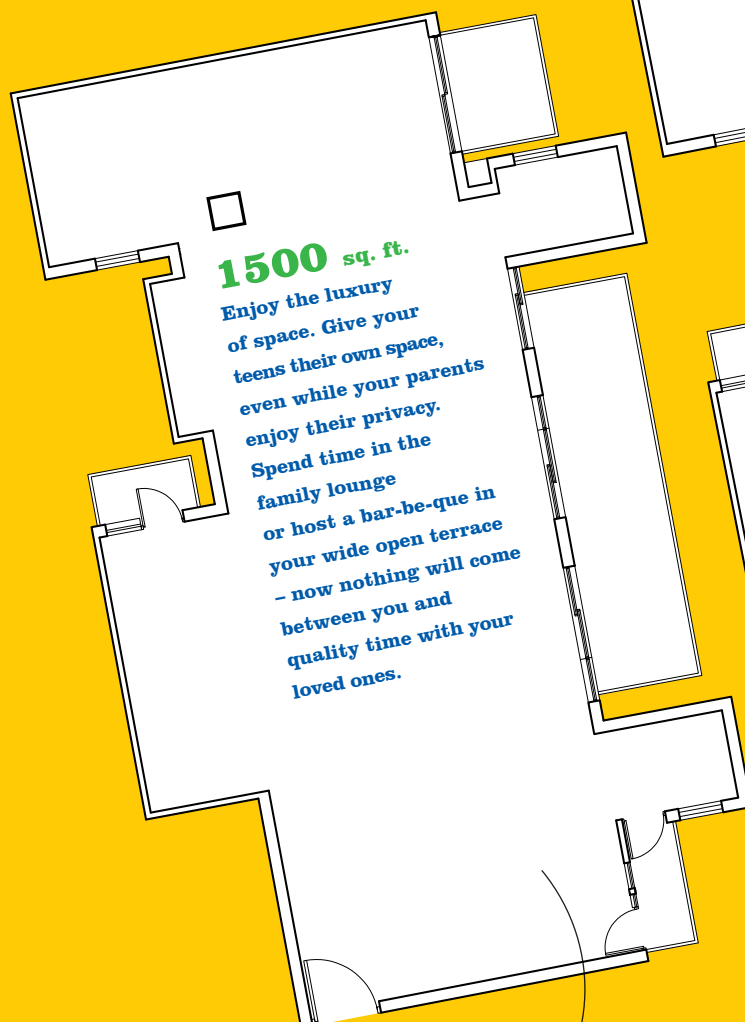 1500 sq. ft.
Enjoy the luxury
of space. Give your
teens their own space,
even while your parents
enjoy their privacy.
Spend time in the
family lounge
or host a bar-be-que in
your wide open terrace
– now nothing will come
between you and
quality time with your
loved ones.